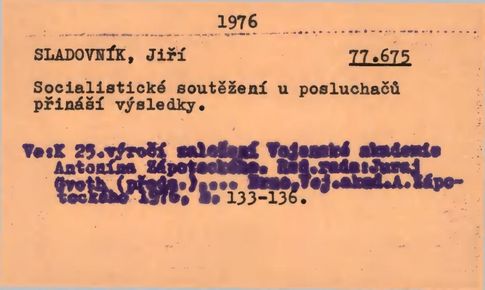 1976
SLADOVNÍK, Jiří 77.675
Socialistické soutěžení u posluchačů
přináší výsledky.
Ve:K 25.výročí založení Vojenské akademie
Antonína Zápotockého. Red.rada:Juraj
Gvoth (předs.),... Brno,Voj.akad.A.Zápo-
tockého 1976, S. 133-136.